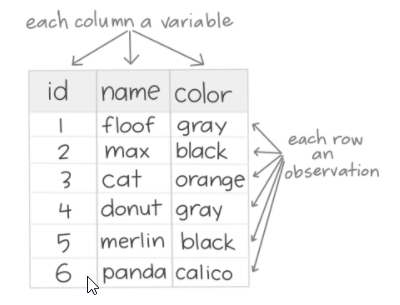 each column a variable
id name color
1 floof gray
2 max black
3 cat orange
4 donut gray
5 merlin black
6 panda calico
each row
an
observation